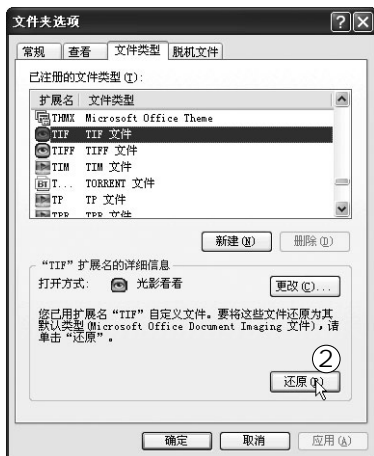 文件夹选项
常规 查看 文件类型 脱机文件
已注册的文件类型(T):
扩展名 文件类型
THMX Microsoft Office Theme
TIF TIF 文件
TIFF TIFF 文件
TIM TIM 文件
T... TORRENT 文件
TP TP 文件
TPR TPR 文件
新建(N) 删除(D)
“TIF”扩展名的详细信息
打开方式: 光影看看 更改(C)...
您已用扩展名“TIF”自定义文件。要将这些文件还原为其
默认类型(Microsoft Office Document Imaging 文件),请
单击“还原”。
②
还原
确定 取消 应用(A)